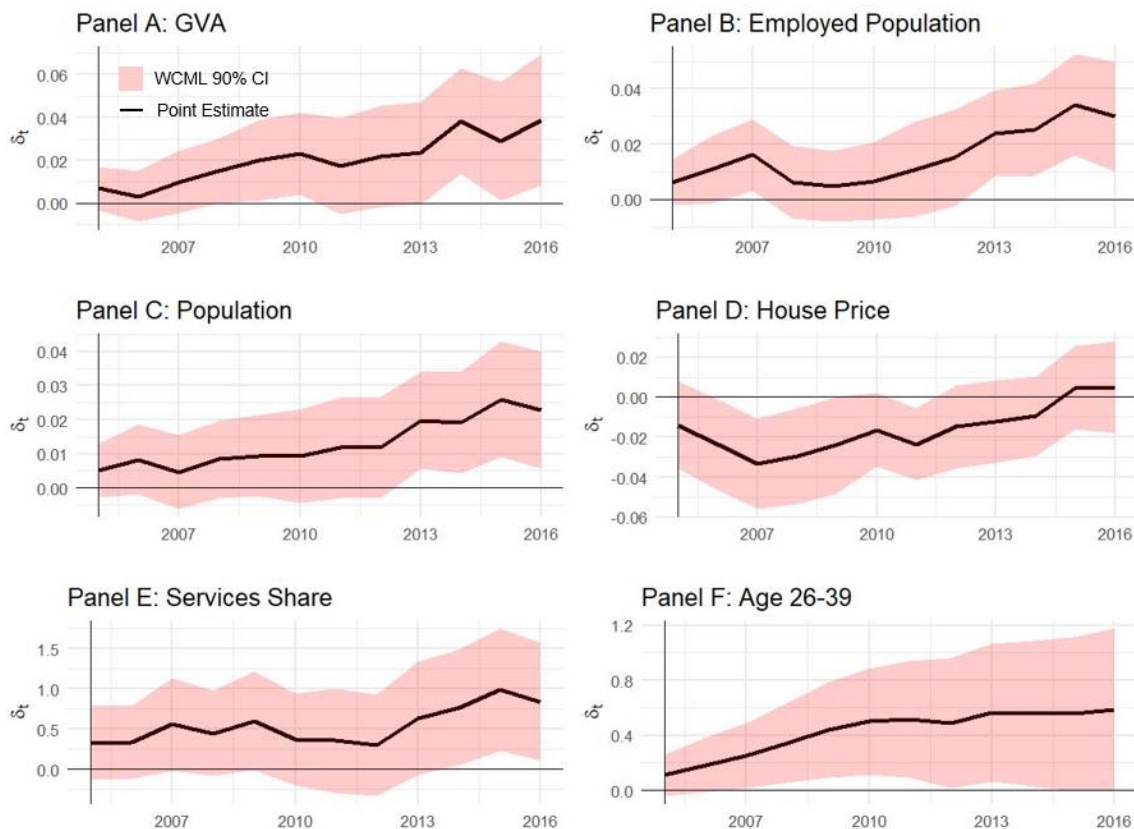 Panel A: GVA
0.06
0.04
0.02
0.00
δt
WCML 90% CI
Point Estimate
2007 2010 2013 2016
Panel B: Employed Population
0.04
0.02
0.00
δt
2007 2010 2013 2016
Panel C: Population
0.04
0.03
0.02
0.01
0.00
δt
2007 2010 2013 2016
Panel D: House Price
0.02
0.00
-0.02
-0.04
-0.06
δt
2007 2010 2013 2016
Panel E: Services Share
1.5
1.0
0.5
0.0
δt
2007 2010 2013 2016
Panel F: Age 26-39
1.2
0.8
0.4
0.0
δt
2007 2010 2013 2016